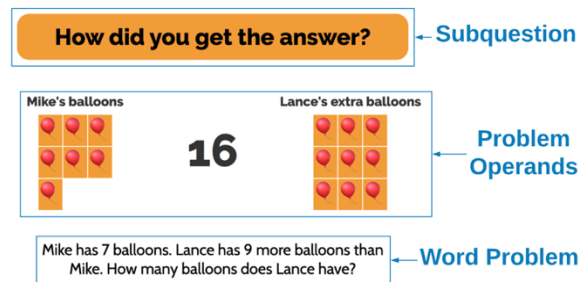 How did you get the answer?
Subquestion
Mike's balloons
Lance's extra balloons
16
Problem
Operands
Mike has 7 balloons. Lance has 9 more balloons than
Mike. How many balloons does Lance have?
Word Problem